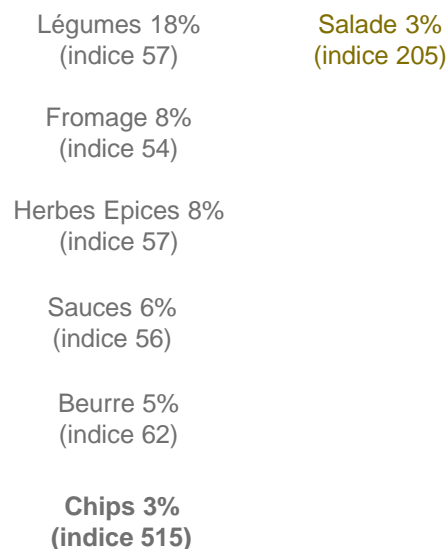 Légumes 18%
(indice 57)
Salade 3%
(indice 205)
Fromage 8%
(indice 54)
Herbes Epices 8%
(indice 57)
Sauces 6%
(indice 56)
Beurre 5%
(indice 62)
Chips 3%
(indice 515)